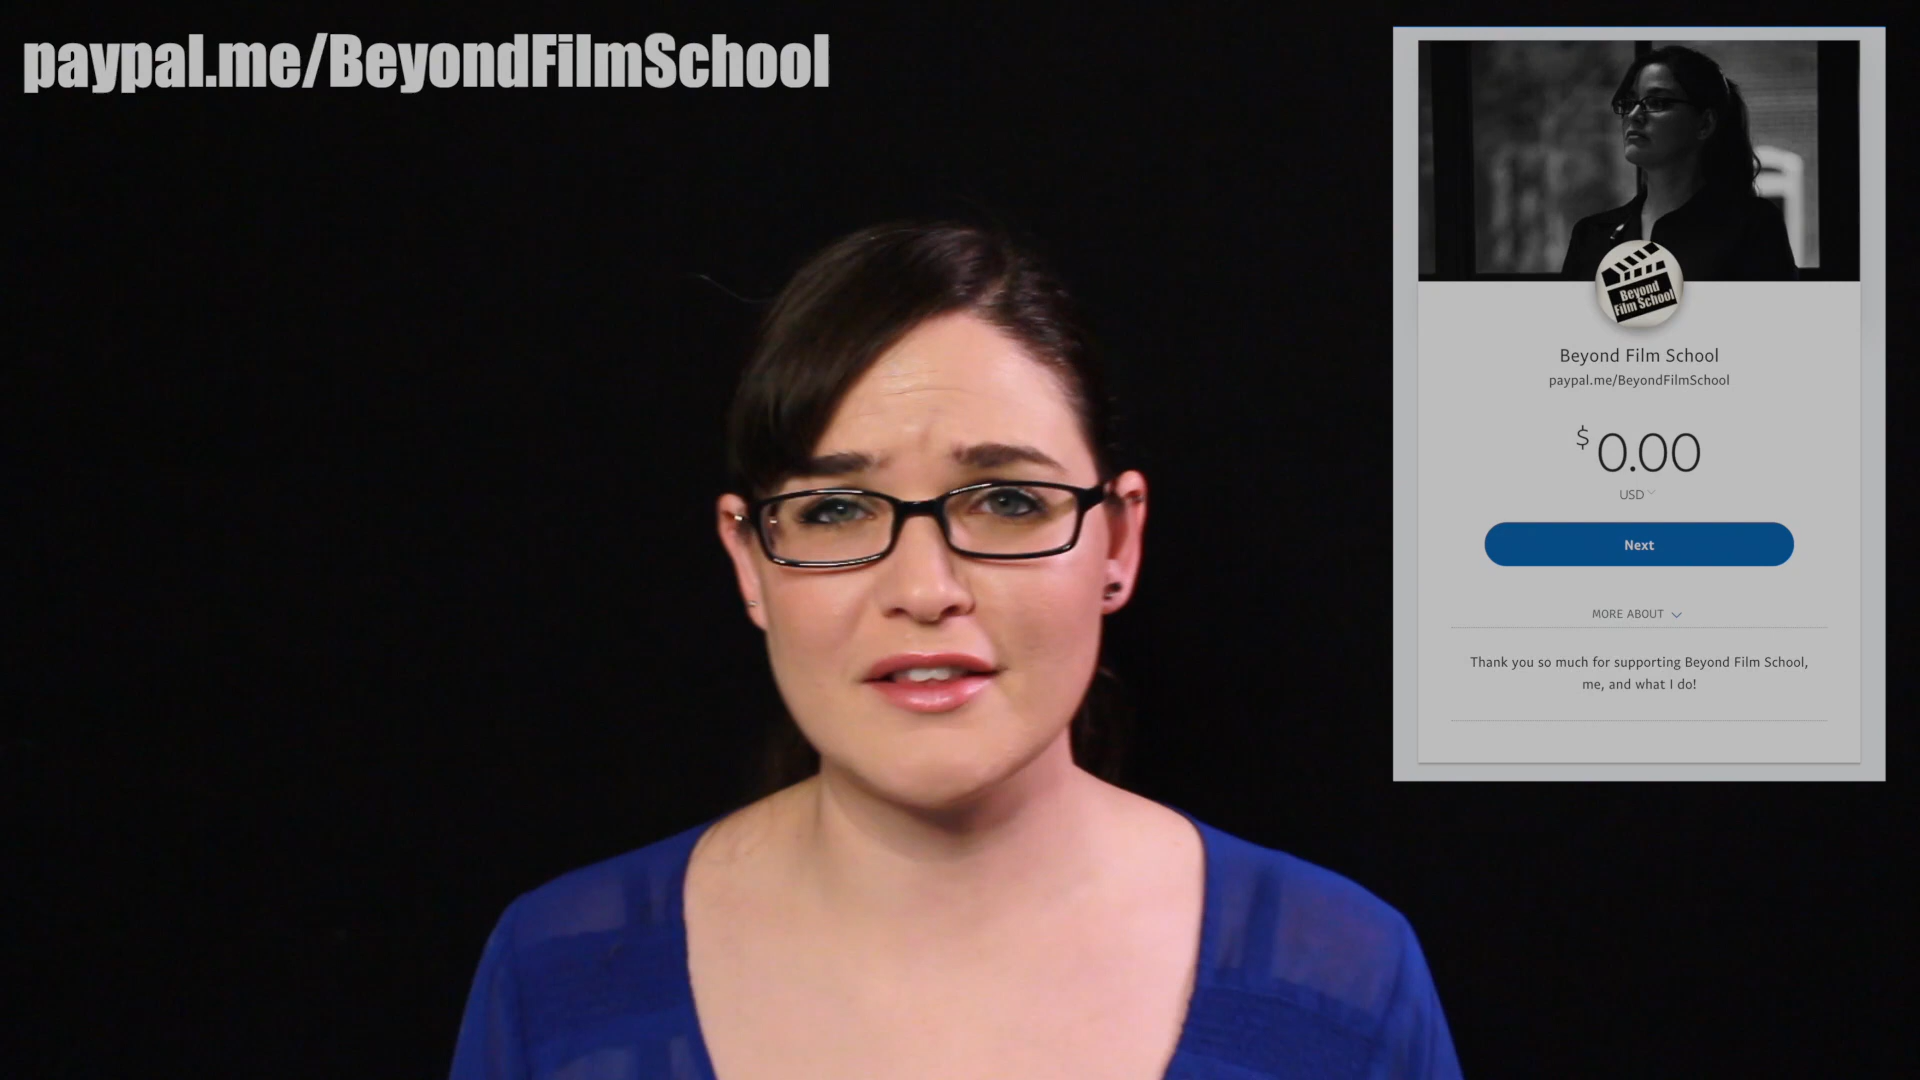 paypal.me/BeyondFilmSchool
Beyond
Film School
Beyond Film School
paypal.me/BeyondFilmSchool
$ 0.00
USD
Next
MORE ABOUT
Thank you so much for supporting Beyond Film School,
me, and what I do!